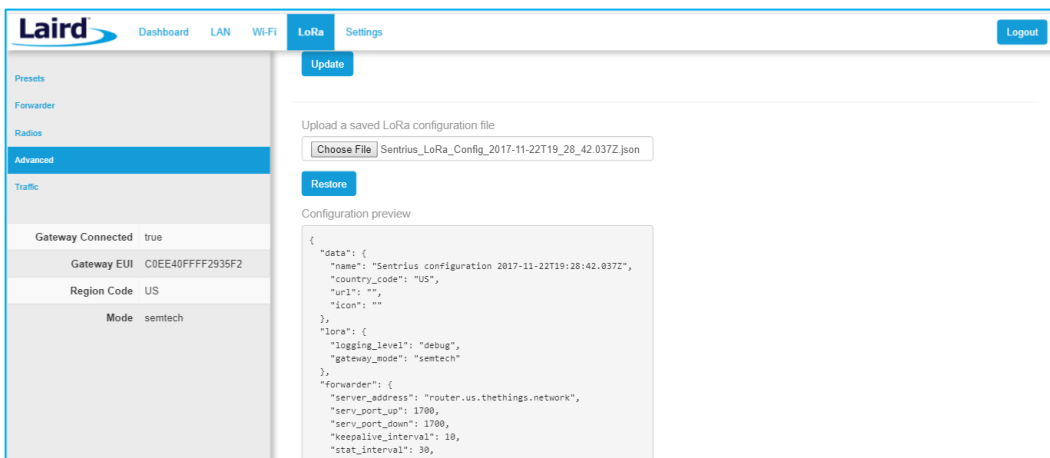 Laird Dashboard LAN Wi-Fi LoRa Settings Logout
Presets
Forwarder
Radios
Advanced
Traffic
Gateway Connected true
Gateway EUI C0EE40FFFF2935F2
Region Code US
Mode semtech
Update
Upload a saved LoRa configuration file
Choose File Sentrius_LoRa_Config_2017-11-22T19_28_42.037Z.json
Restore
Configuration preview
{
"data": {
"name": "Sentrius configuration 2017-11-22T19:28:42.037Z",
"country_code": "US",
"url": "",
"icon": ""
},
"lora": {
"logging_level": "debug",
"gateway_mode": "semtech"
},
"forwarder": {
"server_address": "router.us.thethings.network",
"serv_port_up": 1700,
"serv_port_down": 1700,
"keepalive_interval": 10,
"stat_interval": 30,